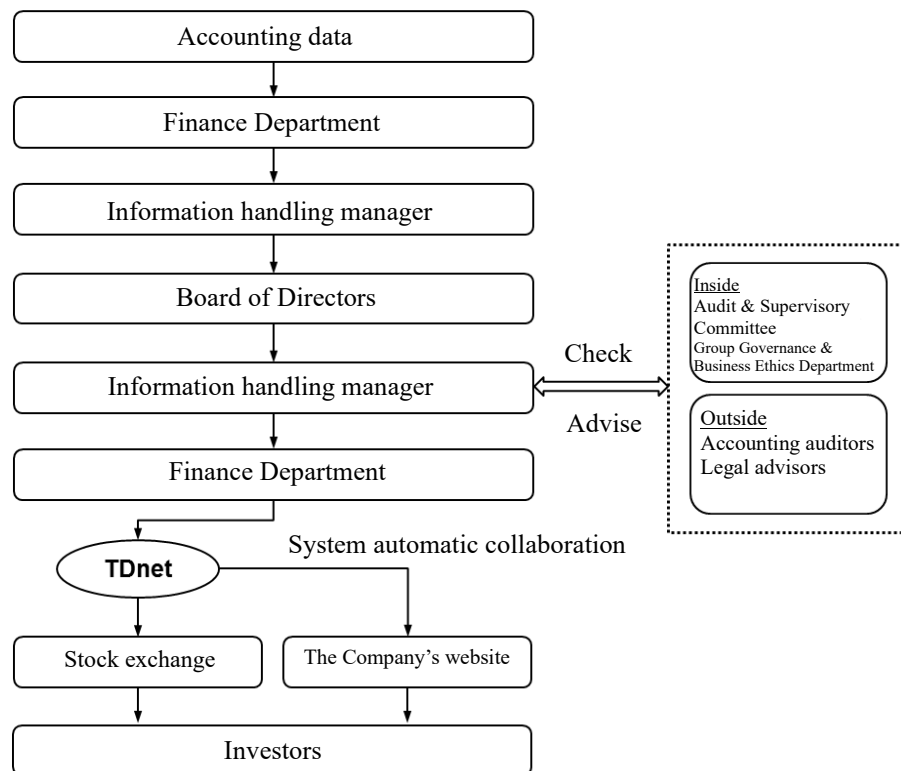 Accounting data
Finance Department
Information handling manager
Board of Directors
Information handling manager
Check
Advise
Inside
Audit & Supervisory
Committee
Group Governance &
Business Ethics Department
Outside
Accounting auditors
Legal advisors
Finance Department
System automatic collaboration
TDnet
Stock exchange
The Company’s website
Investors